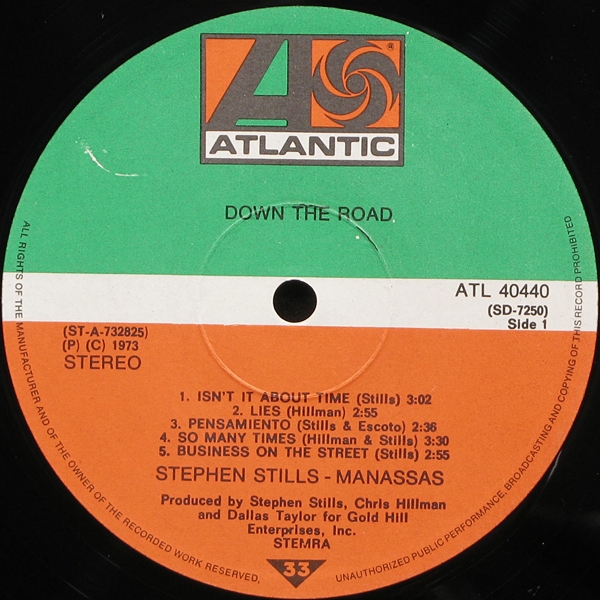 ATLANTIC
®
DOWN THE ROAD
ATL 40440
(SD-7250)
Side 1
(ST-A-732825)
(P) (C) 1973
STEREO
1. ISN'T IT ABOUT TIME (Stills) 3:02
2. LIES (Hillman) 2:55
3. PENSAMIENTO (Stills & Escoto) 2:36
4. SO MANY TIMES (Hillman & Stills) 3:30
5. BUSINESS ON THE STREET (Stills) 2:55
STEPHEN STILLS - MANASSAS
Produced by Stephen Stills, Chris Hillman
and Dallas Taylor for Gold Hill
Enterprises, Inc.
STEMRA
33
ALL RIGHTS OF THE MANUFACTURER AND OF THE OWNER OF THE RECORDED WORK RESERVED,
UNAUTHORIZED PUBLIC PERFORMANCE, BROADCASTING AND COPYING OF THIS RECORD PROHIBITED